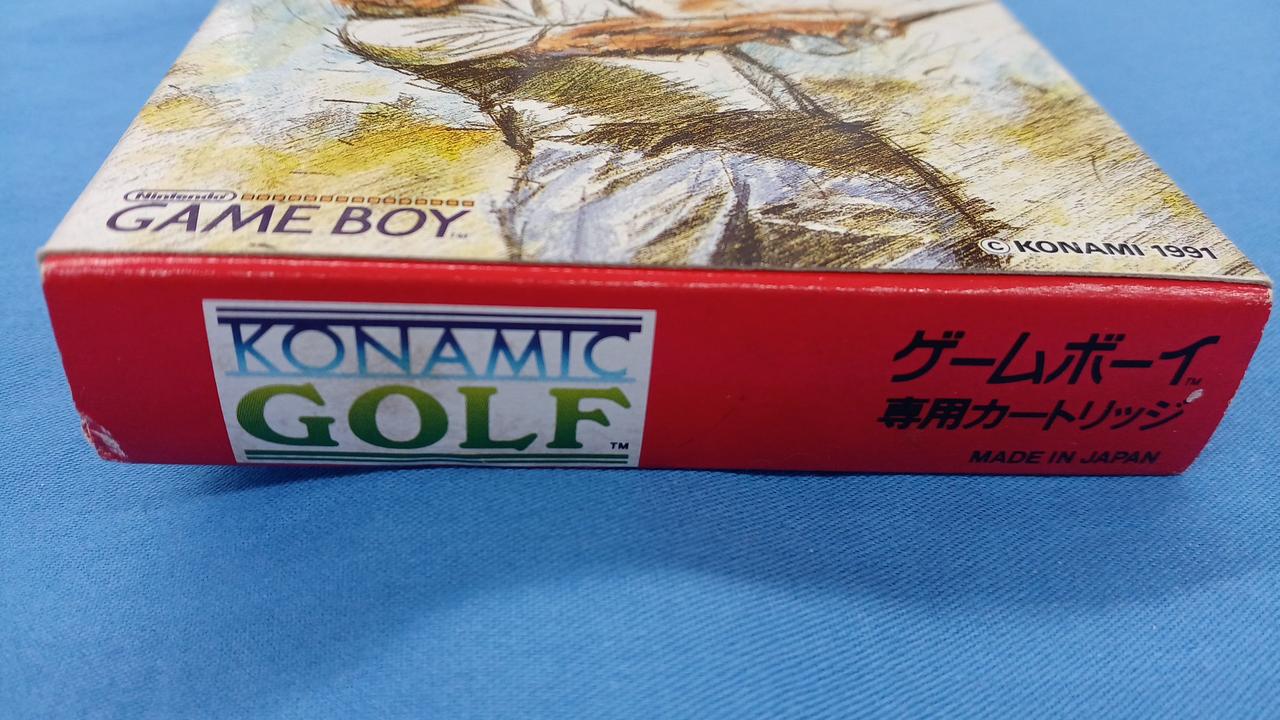 Nintendo
GAME BOY™
© KONAMI 1991
KONAMIC
GOLF™
ゲームボーイ™
専用カートリッジ
MADE IN JAPAN